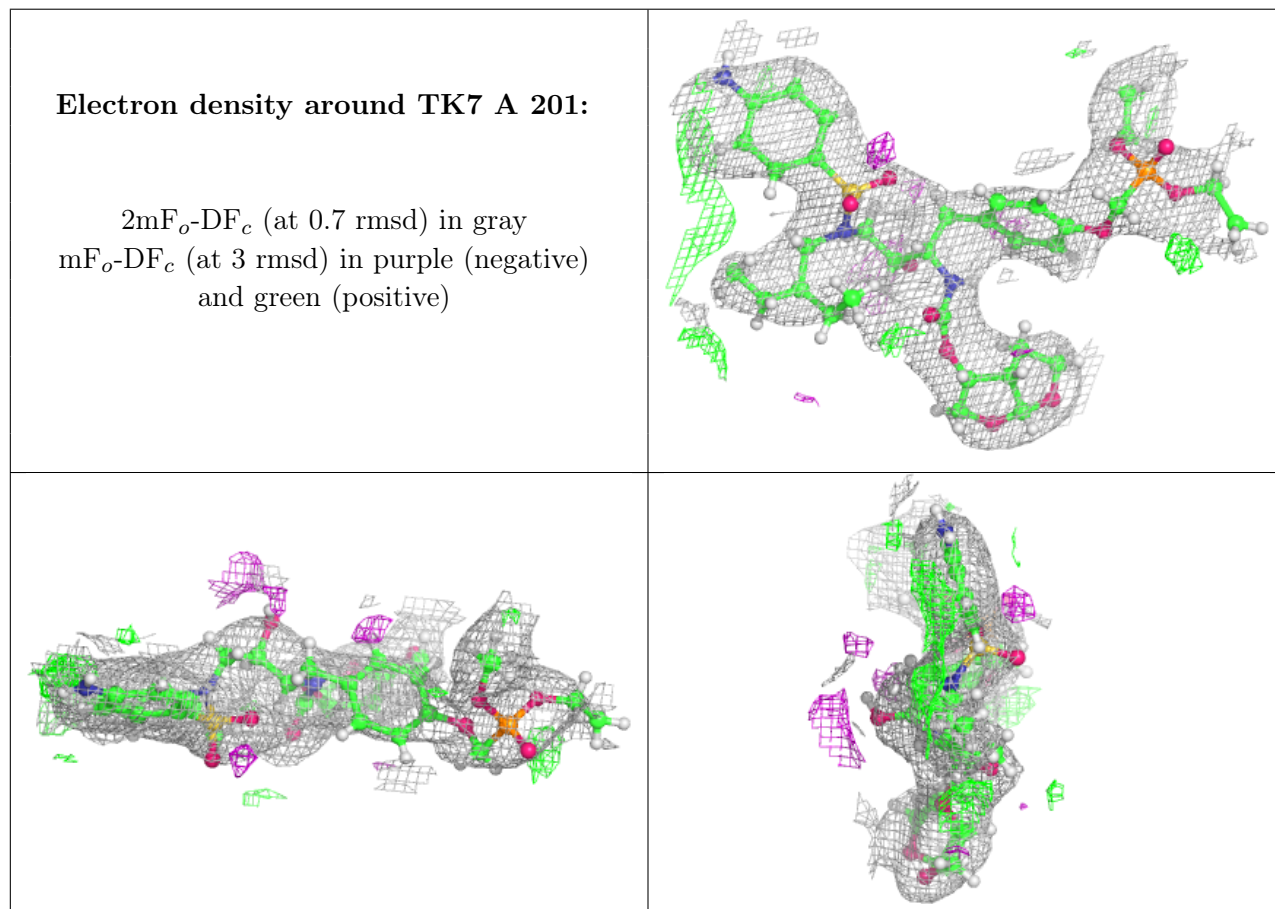 Electron density around TK7 A 201:
2mFo-DFc (at 0.7 rmsd) in gray
mFo-DFc (at 3 rmsd) in purple (negative)
and green (positive)